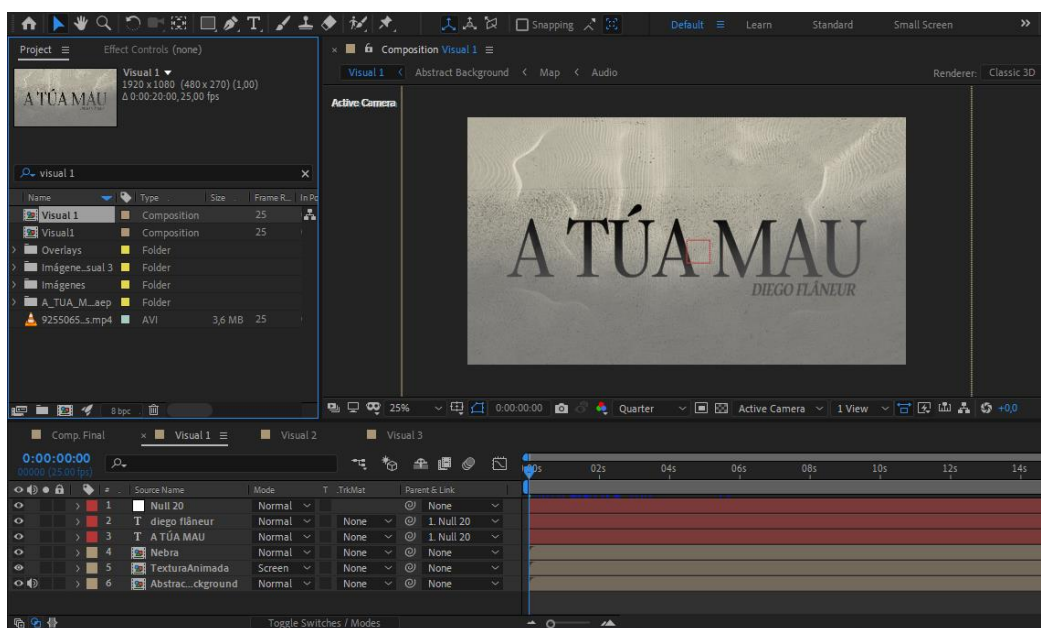 Snapping
Default
Learn
Standard
Small Screen
Project
Effect Controls (none)
Composition Visual 1
Visual 1
1920 x 1080 (480 x 270) (1,00)
Δ 0:00:20:00, 25,00 fps
A TÚA MAU
Visual 1 Abstract Background Map Audio
Renderer: Classic 3D
Active Camera
visual 1
Name Type Size Frame R... In Po
Visual 1 Composition 25
Visual1 Composition 25
Overlays Folder
Imágene...sual 3 Folder
Imágenes Folder
A_TUA_M...aep Folder
9255065...s.mp4 AVI 3,6 MB 25
8 bpc
A TÚA MAU
DIEGO FLÂNEUR
25% 0:00:00:00 Quarter Active Camera 1 View +0,0
Comp. Final Visual 1 Visual 2 Visual 3
0:00:00:00
00000 (25.00 fps)
02s 04s 06s 08s 10s 12s 14s
# Source Name Mode T .TrkMat Parent & Link
1 Null 20 Normal None
2 T diego flâneur Normal None 1. Null 20
3 T A TÚA MAU Normal None 1. Null 20
4 Nebra Normal None None
5 TexturaAnimada Screen None None
6 Abstrac...ckground Normal None None
Toggle Switches / Modes